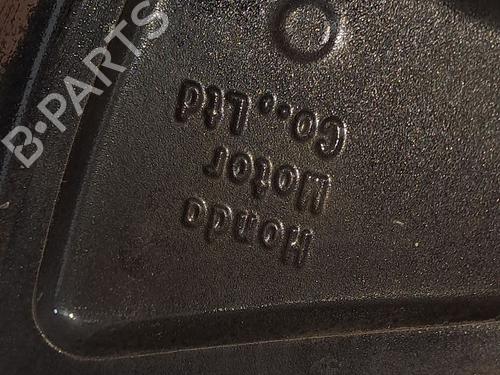 Honda
Motor
Co., Ltd
B-PARTS